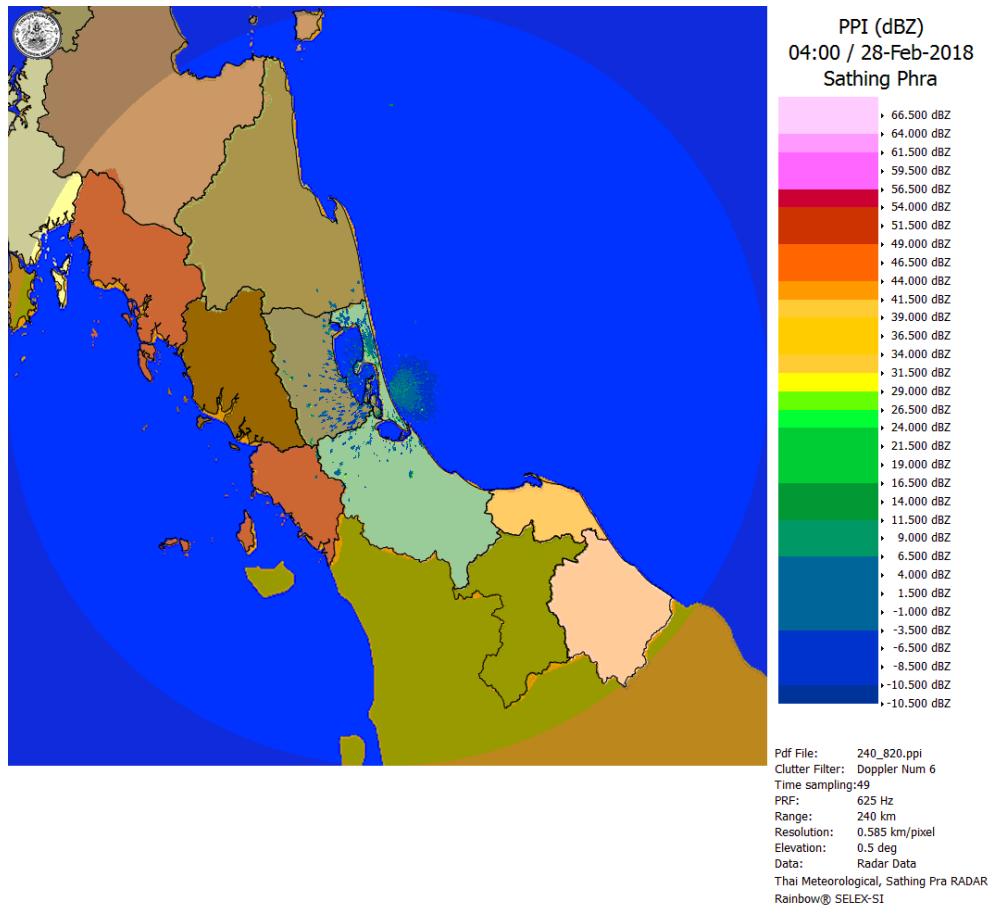 PPI (dBZ)
04:00 / 28-Feb-2018
Sathing Phra
66.500 dBZ
64.000 dBZ
61.500 dBZ
59.500 dBZ
56.500 dBZ
54.000 dBZ
51.500 dBZ
49.000 dBZ
46.500 dBZ
44.000 dBZ
41.500 dBZ
39.000 dBZ
36.500 dBZ
34.000 dBZ
31.500 dBZ
29.000 dBZ
26.500 dBZ
24.000 dBZ
21.500 dBZ
19.000 dBZ
16.500 dBZ
14.000 dBZ
11.500 dBZ
9.000 dBZ
6.500 dBZ
4.000 dBZ
1.500 dBZ
-1.000 dBZ
-3.500 dBZ
-6.500 dBZ
-8.500 dBZ
-10.500 dBZ
-10.500 dBZ
Pdf File: 240_820.ppi
Clutter Filter: Doppler Num 6
Time sampling:49
PRF: 625 Hz
Range: 240 km
Resolution: 0.585 km/pixel
Elevation: 0.5 deg
Data: Radar Data
Thai Meteorological, Sathing Pra RADAR
Rainbow® SELEX-SI